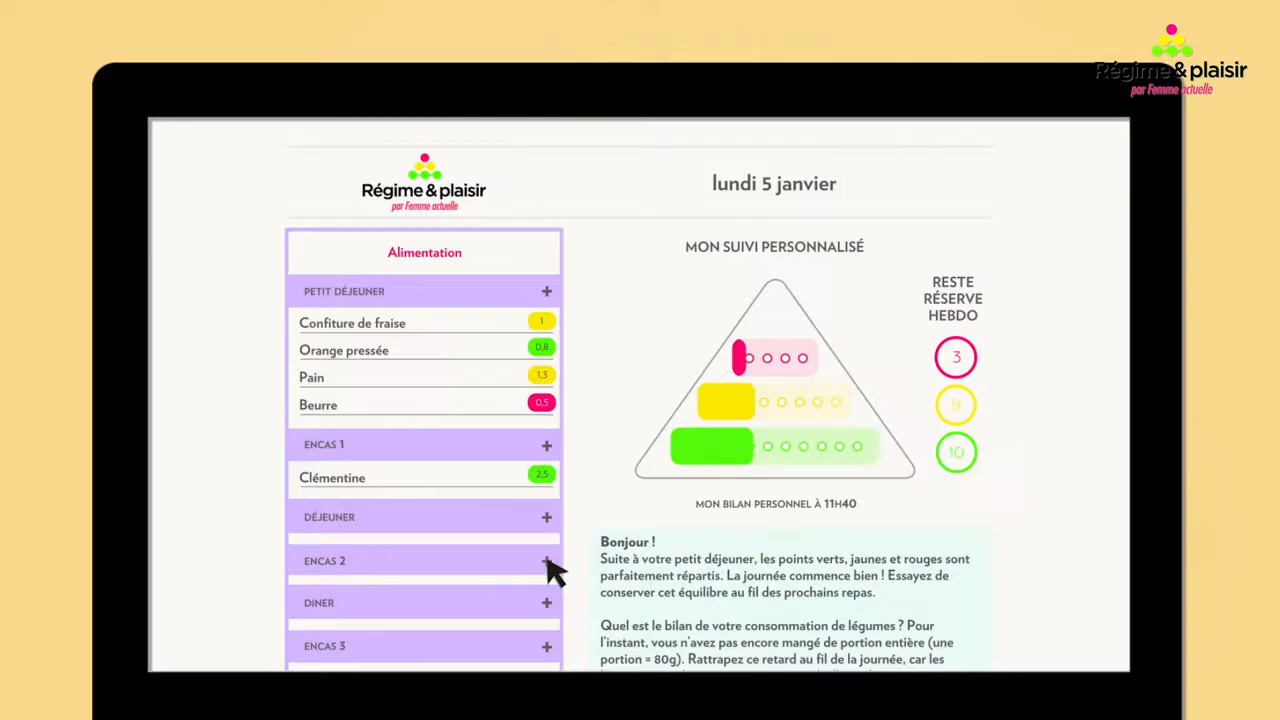 Régime & plaisir
par Femme actuelle
Régime & plaisir
par Femme actuelle
lundi 5 janvier
Alimentation
PETIT DÉJEUNER +
Confiture de fraise 1
Orange pressée 0,8
Pain 1,3
Beurre 0,5
ENCAS 1 +
Clémentine 2,5
DÉJEUNER +
ENCAS 2 +
DINER +
ENCAS 3 +
MON SUIVI PERSONNALISÉ
RESTE
RÉSERVE
HEBDO
3
9
10
MON BILAN PERSONNEL À 11H40
Bonjour !
Suite à votre petit déjeuner, les points verts, jaunes et rouges sont
parfaitement répartis. La journée commence bien ! Essayez de
conserver cet équilibre au fil des prochains repas.
Quel est le bilan de votre consommation de légumes ? Pour
l'instant, vous n'avez pas encore mangé de portion entière (une
portion = 80g). Rattrapez ce retard au fil de la journée, car les